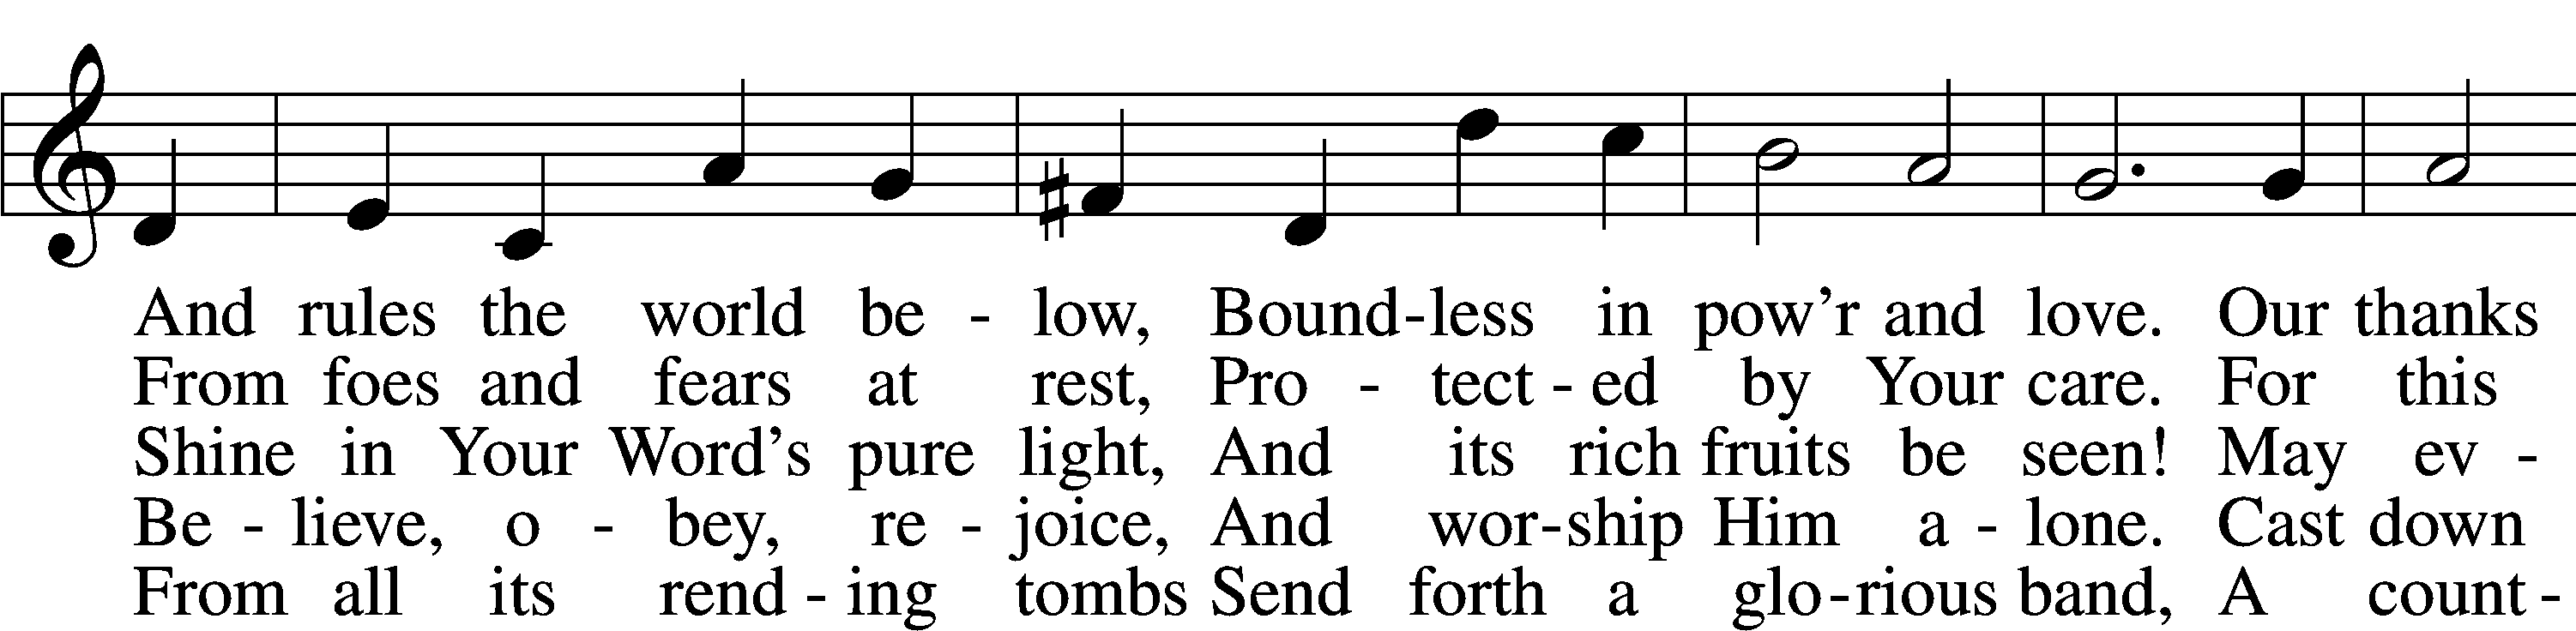 And rules the world be - low, Bound-less in pow'r and love. Our thanks
From foes and fears at rest, Pro - tect - ed by Your care. For this
Shine in Your Word's pure light, And its rich fruits be seen! May ev -
Be - lieve, o - bey, re - joice, And wor-ship Him a - lone. Cast down
From all its rend - ing tombs Send forth a glo-rious band, A count -